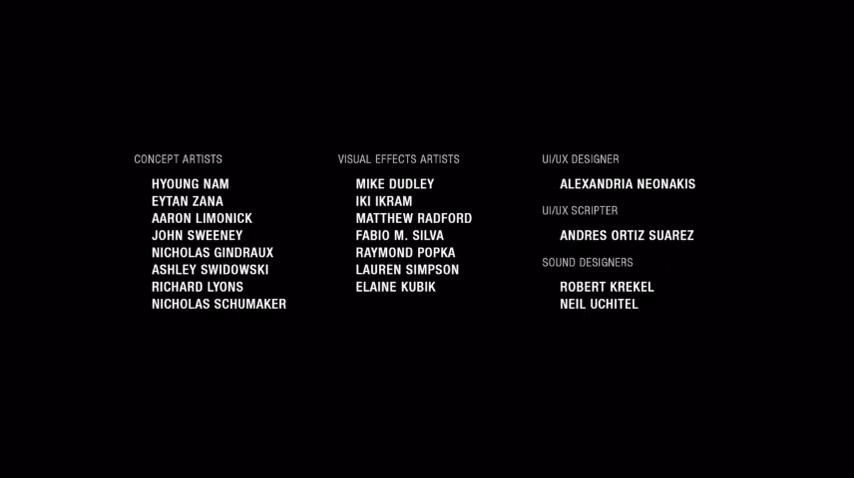 CONCEPT ARTISTS
HYOUNG NAM
EYTAN ZANA
AARON LIMONICK
JOHN SWEENEY
NICHOLAS GINDRAUX
ASHLEY SWIDOWSKI
RICHARD LYONS
NICHOLAS SCHUMAKER
VISUAL EFFECTS ARTISTS
MIKE DUDLEY
IKI IKRAM
MATTHEW RADFORD
FABIO M. SILVA
RAYMOND POPKA
LAUREN SIMPSON
ELAINE KUBIK
UI/UX DESIGNER
ALEXANDRIA NEONAKIS
UI/UX SCRIPTER
ANDRES ORTIZ SUAREZ
SOUND DESIGNERS
ROBERT KREKEL
NEIL UCHITEL